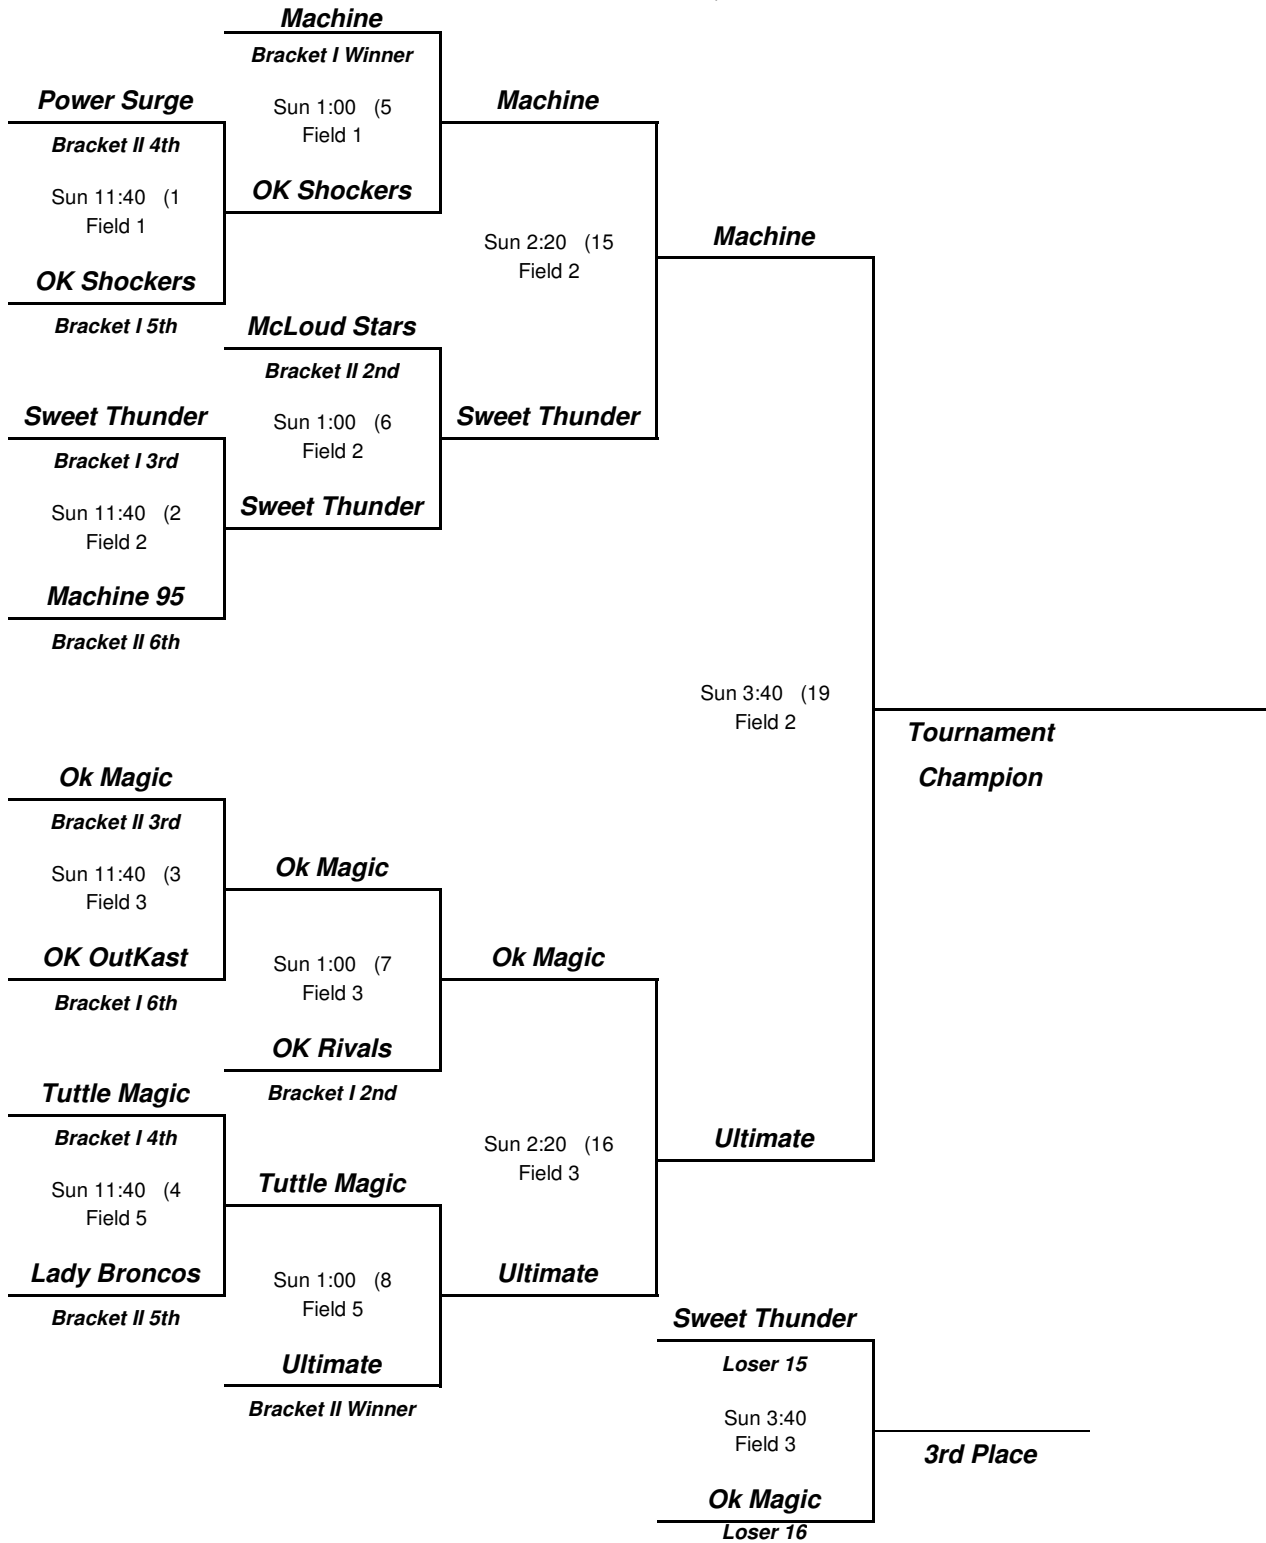 Machine
Bracket I Winner
Power Surge
Sun 1:00 (5
Machine
Field 1
Bracket II 4th
Sun 11:40 (1
OK Shockers
Field 1
Sun 2:20 (15
Machine
Field 2
OK Shockers
Bracket I 5th
McLoud Stars
Bracket II 2nd
Sweet Thunder
Sun 1:00 (6
Sweet Thunder
Field 2
Bracket I 3rd
Sun 11:40 (2
Sweet Thunder
Field 2
Machine 95
Bracket II 6th
Sun 3:40 (19
Field 2
Tournament
Champion
Ok Magic
Bracket II 3rd
Sun 11:40 (3
Ok Magic
Field 3
OK OutKast
Sun 1:00 (7
Ok Magic
Field 3
Bracket I 6th
OK Rivals
Bracket I 2nd
Tuttle Magic
Bracket I 4th
Sun 2:20 (16
Ultimate
Field 3
Sun 11:40 (4
Tuttle Magic
Field 5
Lady Broncos
Sun 1:00 (8
Ultimate
Field 5
Bracket II 5th
Sweet Thunder
Ultimate
Loser 15
Bracket II Winner
Sun 3:40
Field 3
3rd Place
Ok Magic
Loser 16